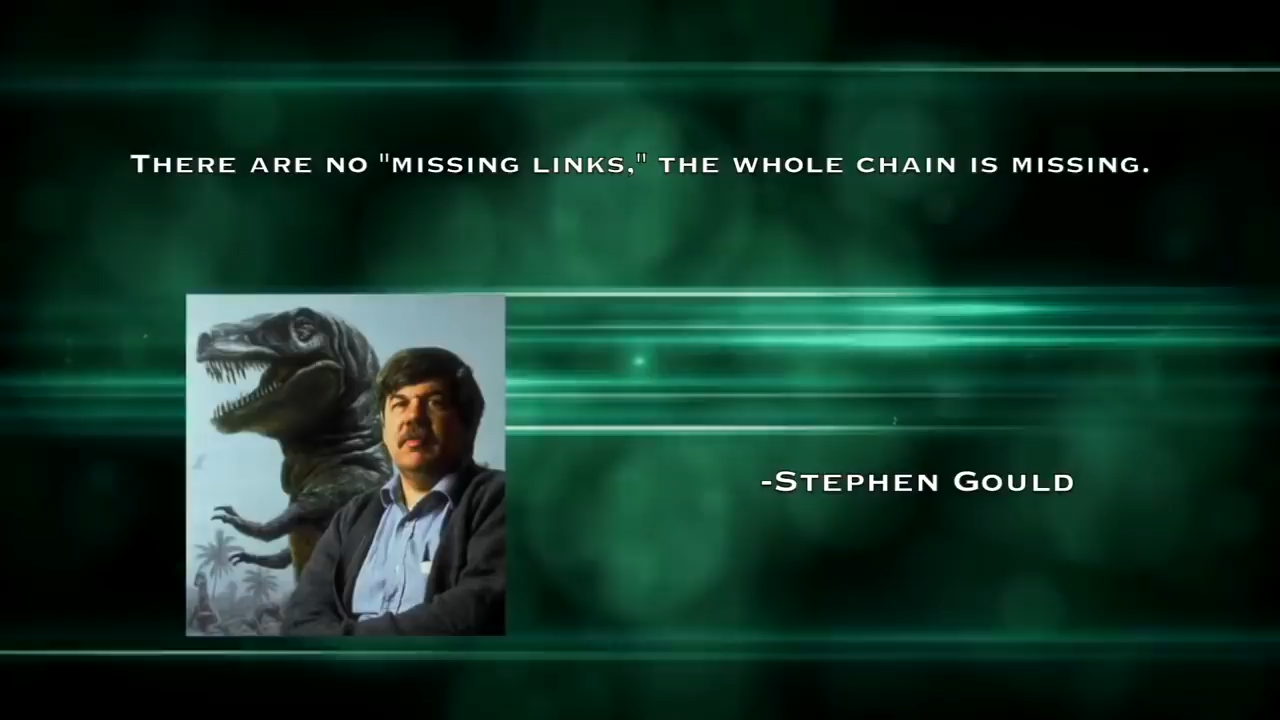 There are no "missing links," the whole chain is missing.
-Stephen Gould